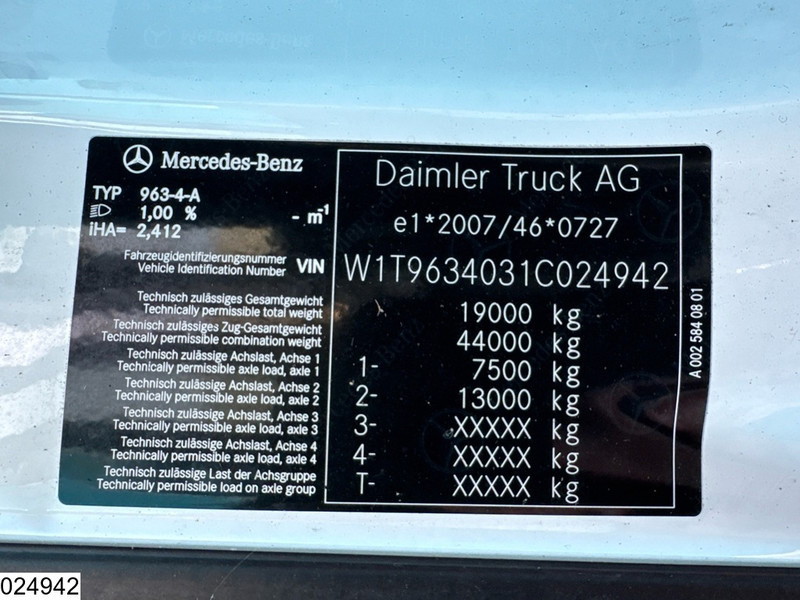 Mercedes-Benz
TYP 963-4-A
1,00 % - m⁻¹
iHA= 2,412
Fahrzeugidentifizierungsnummer
Vehicle Identification Number VIN
Technisch zulässiges Gesamtgewicht
Technically permissible total weight
Technisch zulässiges Zug-Gesamtgewicht
Technically permissible combination weight
Technisch zulässige Achslast, Achse 1
Technically permissible axle load, axle 1
Technisch zulässige Achslast, Achse 2
Technically permissible axle load, axle 2
Technisch zulässige Achslast, Achse 3
Technically permissible axle load, axle 3
Technisch zulässige Achslast, Achse 4
Technically permissible axle load, axle 4
Technisch zulässige Last der Achsgruppe
Technically permissible load on axle group
Daimler Truck AG
e1*2007/46*0727
W1T9634031C024942
19000 kg
44000 kg
1- 7500 kg
2- 13000 kg
3- XXXXX kg
4- XXXXX kg
T- XXXXX kg
A 002 584 08 01
024942